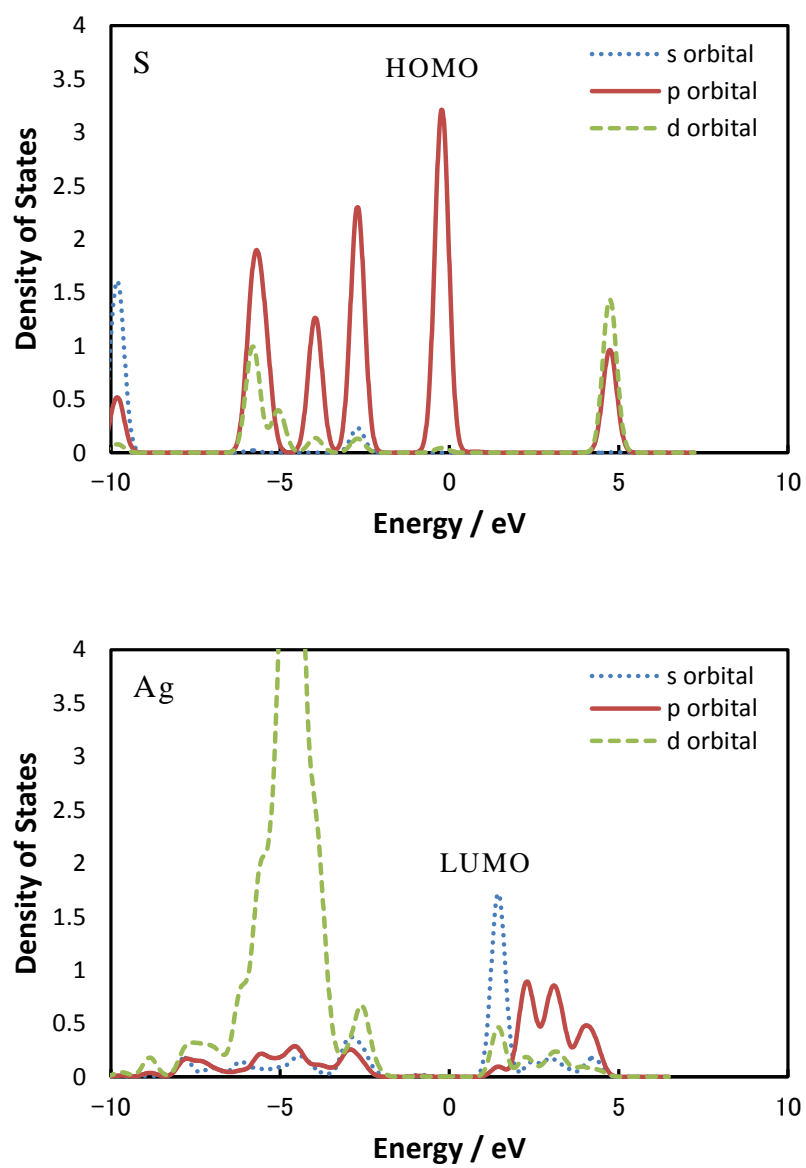 4
S
HOMO
s orbital
3.5
p orbital
3
d orbital
2.5
2
1.5
1
0.5
0
−10
−5
0
5
10
Density of States
Energy / eV
4
Ag
s orbital
3.5
p orbital
3
d orbital
2.5
2
LUMO
1.5
1
0.5
0
−10
−5
0
5
10
Density of States
Energy / eV